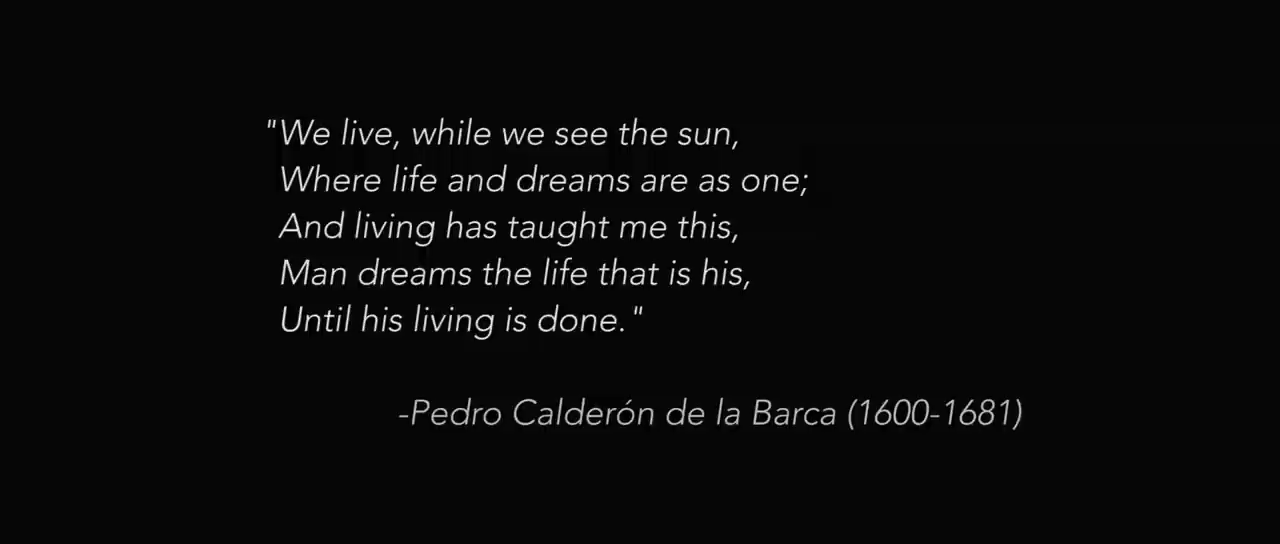 "We live, while we see the sun,
Where life and dreams are as one;
And living has taught me this,
Man dreams the life that is his,
Until his living is done."
-Pedro Calderón de la Barca (1600-1681)